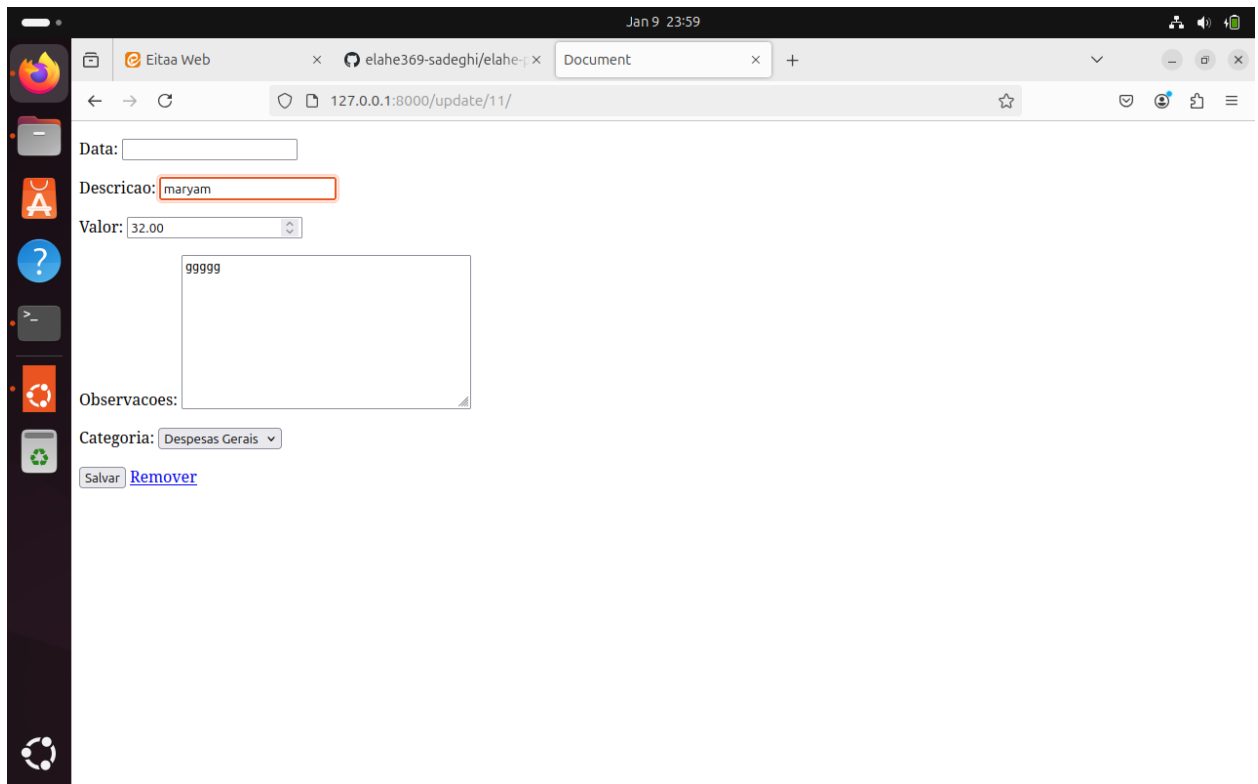 Jan 9 23:59
Eitaa Web
elahe369-sadeghi/elahe-p
Document
127.0.0.1:8000/update/11/
Data:
Descricao: maryam
Valor: 32.00
ggggg
Observacoes:
Categoria: Despesas Gerais
Salvar Remover